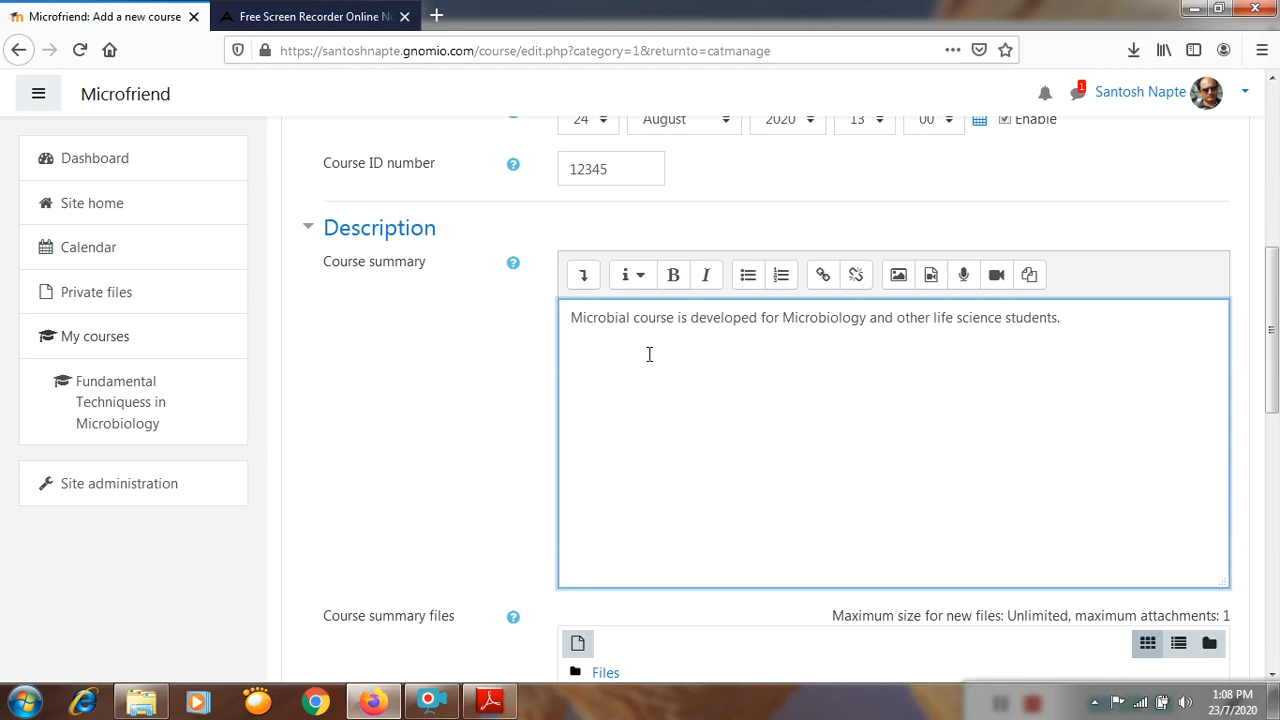 Microfriend: Add a new course
Free Screen Recorder Online No
https://santoshnapte.gnomio.com/course/edit.php?category=1&returnto=catmanage
Microfriend
1
Santosh Napte
24 August 2020 13 00 Enable
Course ID number
12345
Dashboard
Site home
Calendar
Private files
My courses
Fundamental
Techniquess in
Microbiology
Site administration
Description
Course summary
Microbial course is developed for Microbiology and other life science students.
Course summary files
Maximum size for new files: Unlimited, maximum attachments: 1
Files
1:08 PM
23/7/2020